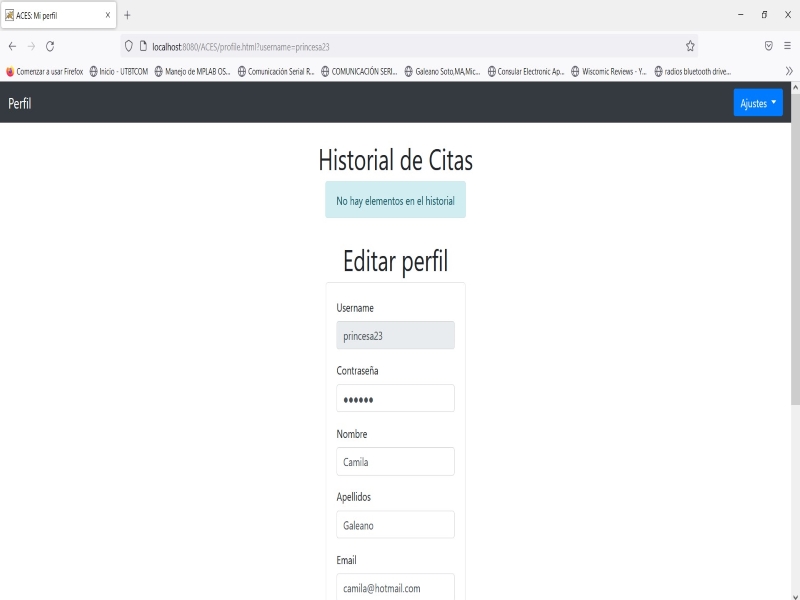 ACES: Mi perfil
localhost:8080/ACES/profile.html?username=princesa23
Comenzar a usar Firefox Inicio - UTBTCOM Manejo de MPLAB OS... Comunicación Serial R... COMUNICACIÓN SERI... Galeano Soto,MA,Mic... Consular Electronic Ap... Wiscomic Reviews - Y... radios bluetooth drive...
Perfil Ajustes
Historial de Citas
No hay elementos en el historial
Editar perfil
Username
princesa23
Contraseña
Nombre
Camila
Apellidos
Galeano
Email
camila@hotmail.com